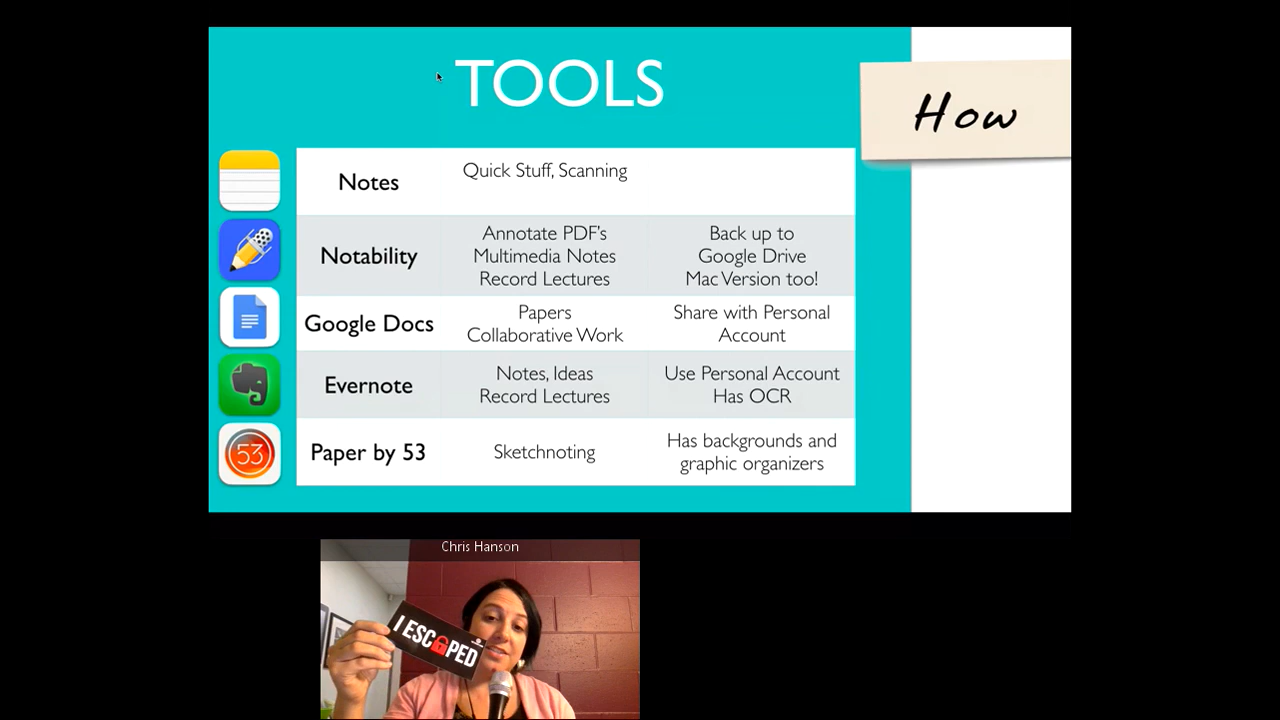 TOOLS
How
Notes
Quick Stuff, Scanning
Notability
Annotate PDF's
Multimedia Notes
Record Lectures
Back up to
Google Drive
Mac Version too!
Google Docs
Papers
Collaborative Work
Share with Personal
Account
Evernote
Notes, Ideas
Record Lectures
Use Personal Account
Has OCR
53
Paper by 53
Sketchnoting
Has backgrounds and
graphic organizers
Chris Hanson
I ESCAPED